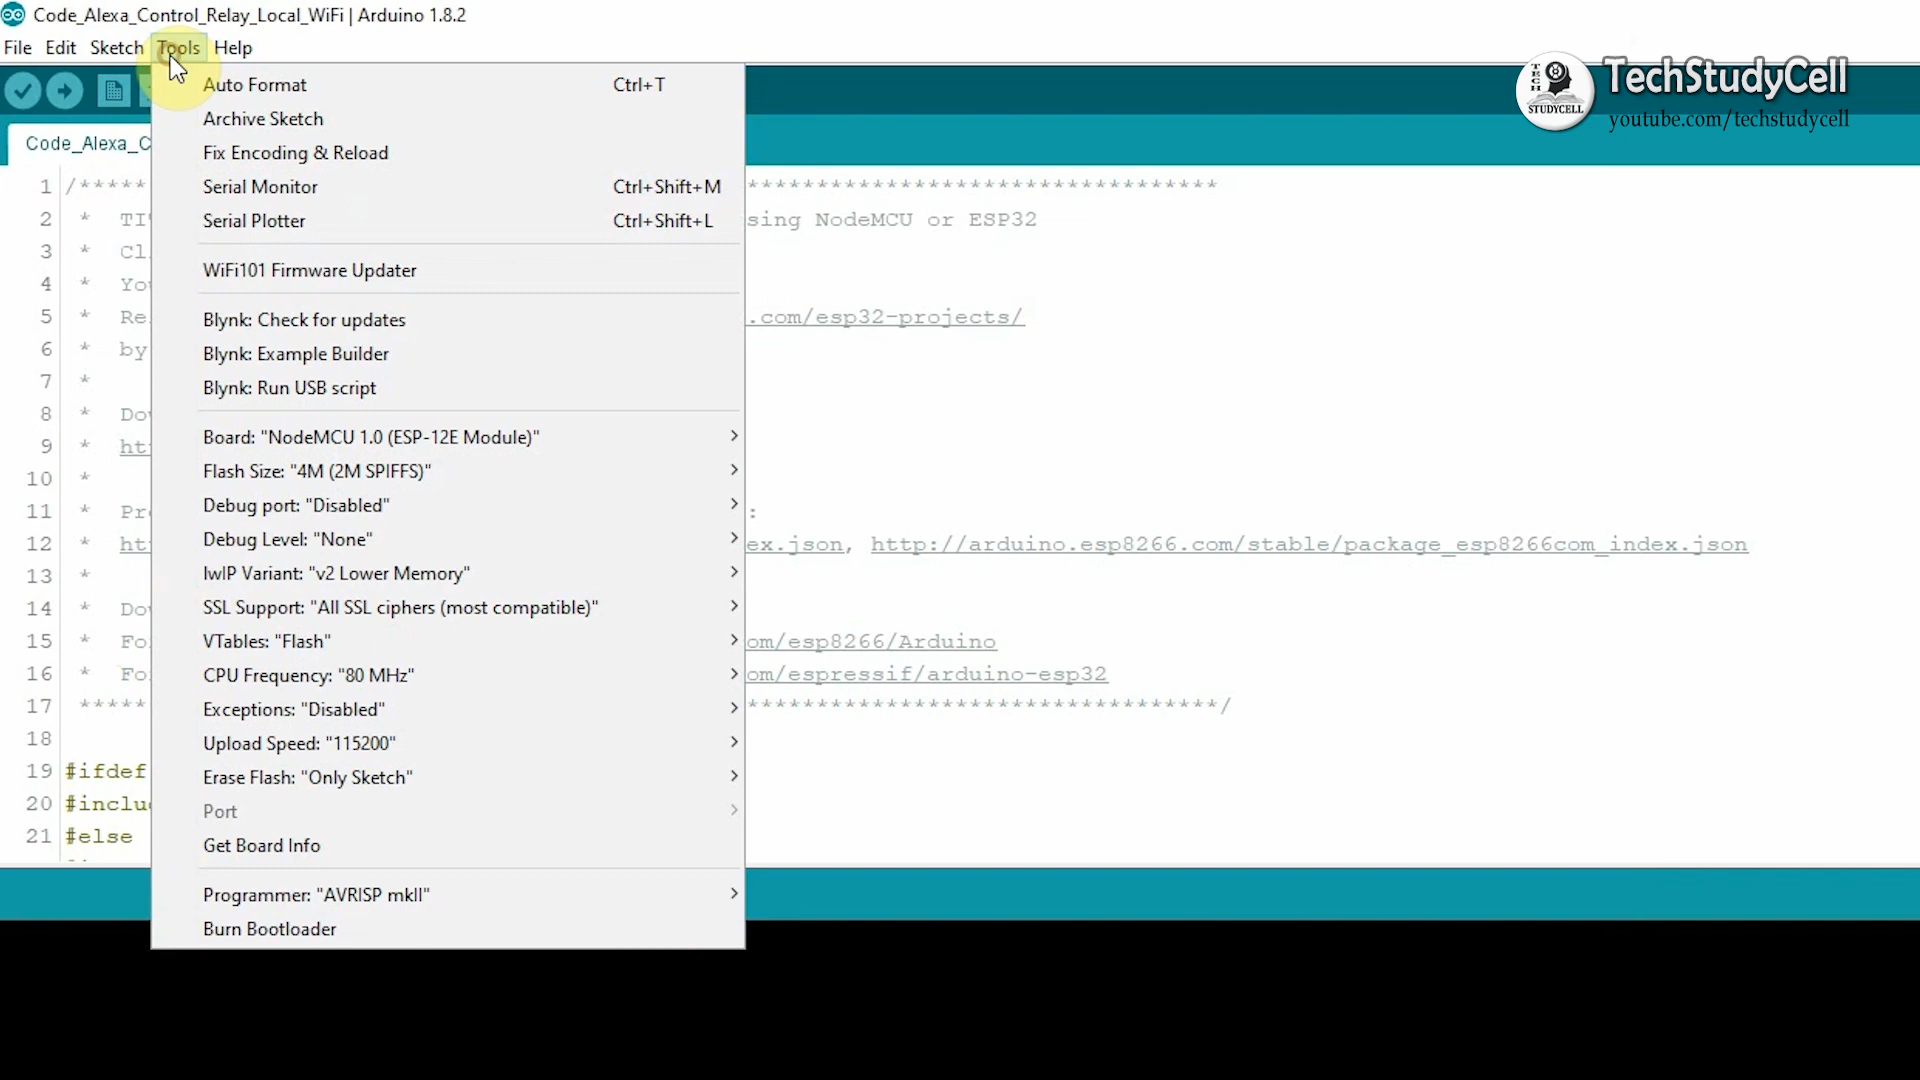 Code_Alexa_Control_Relay_Local_WiFi | Arduino 1.8.2
File Edit Sketch Tools Help
TechStudyCell
youtube.com/techstudycell
TECH
STUDYCELL
Auto Format Ctrl+T
Archive Sketch
Fix Encoding & Reload
Serial Monitor Ctrl+Shift+M
Serial Plotter Ctrl+Shift+L
WiFi101 Firmware Updater
Blynk: Check for updates
Blynk: Example Builder
Blynk: Run USB script
Board: "NodeMCU 1.0 (ESP-12E Module)"
Flash Size: "4M (2M SPIFFS)"
Debug port: "Disabled"
Debug Level: "None"
lwIP Variant: "v2 Lower Memory"
SSL Support: "All SSL ciphers (most compatible)"
VTables: "Flash"
CPU Frequency: "80 MHz"
Exceptions: "Disabled"
Upload Speed: "115200"
Erase Flash: "Only Sketch"
Port
Get Board Info
Programmer: "AVRISP mkII"
Burn Bootloader
Code_Alexa_C
1 /***** **********************************
2 * TI sing NodeMCU or ESP32
3 * Cl
4 * Yo
5 * Re .com/esp32-projects/
6 * by
7 *
8 * Do
9 * ht
10 *
11 * Pr :
12 * ht ex.json, http://arduino.esp8266.com/stable/package_esp8266com_index.json
13 *
14 * Do
15 * Fo om/esp8266/Arduino
16 * Fo om/espressif/arduino-esp32
17 ***** **********************************/
18
19 #ifdef
20 #inclu
21 #else